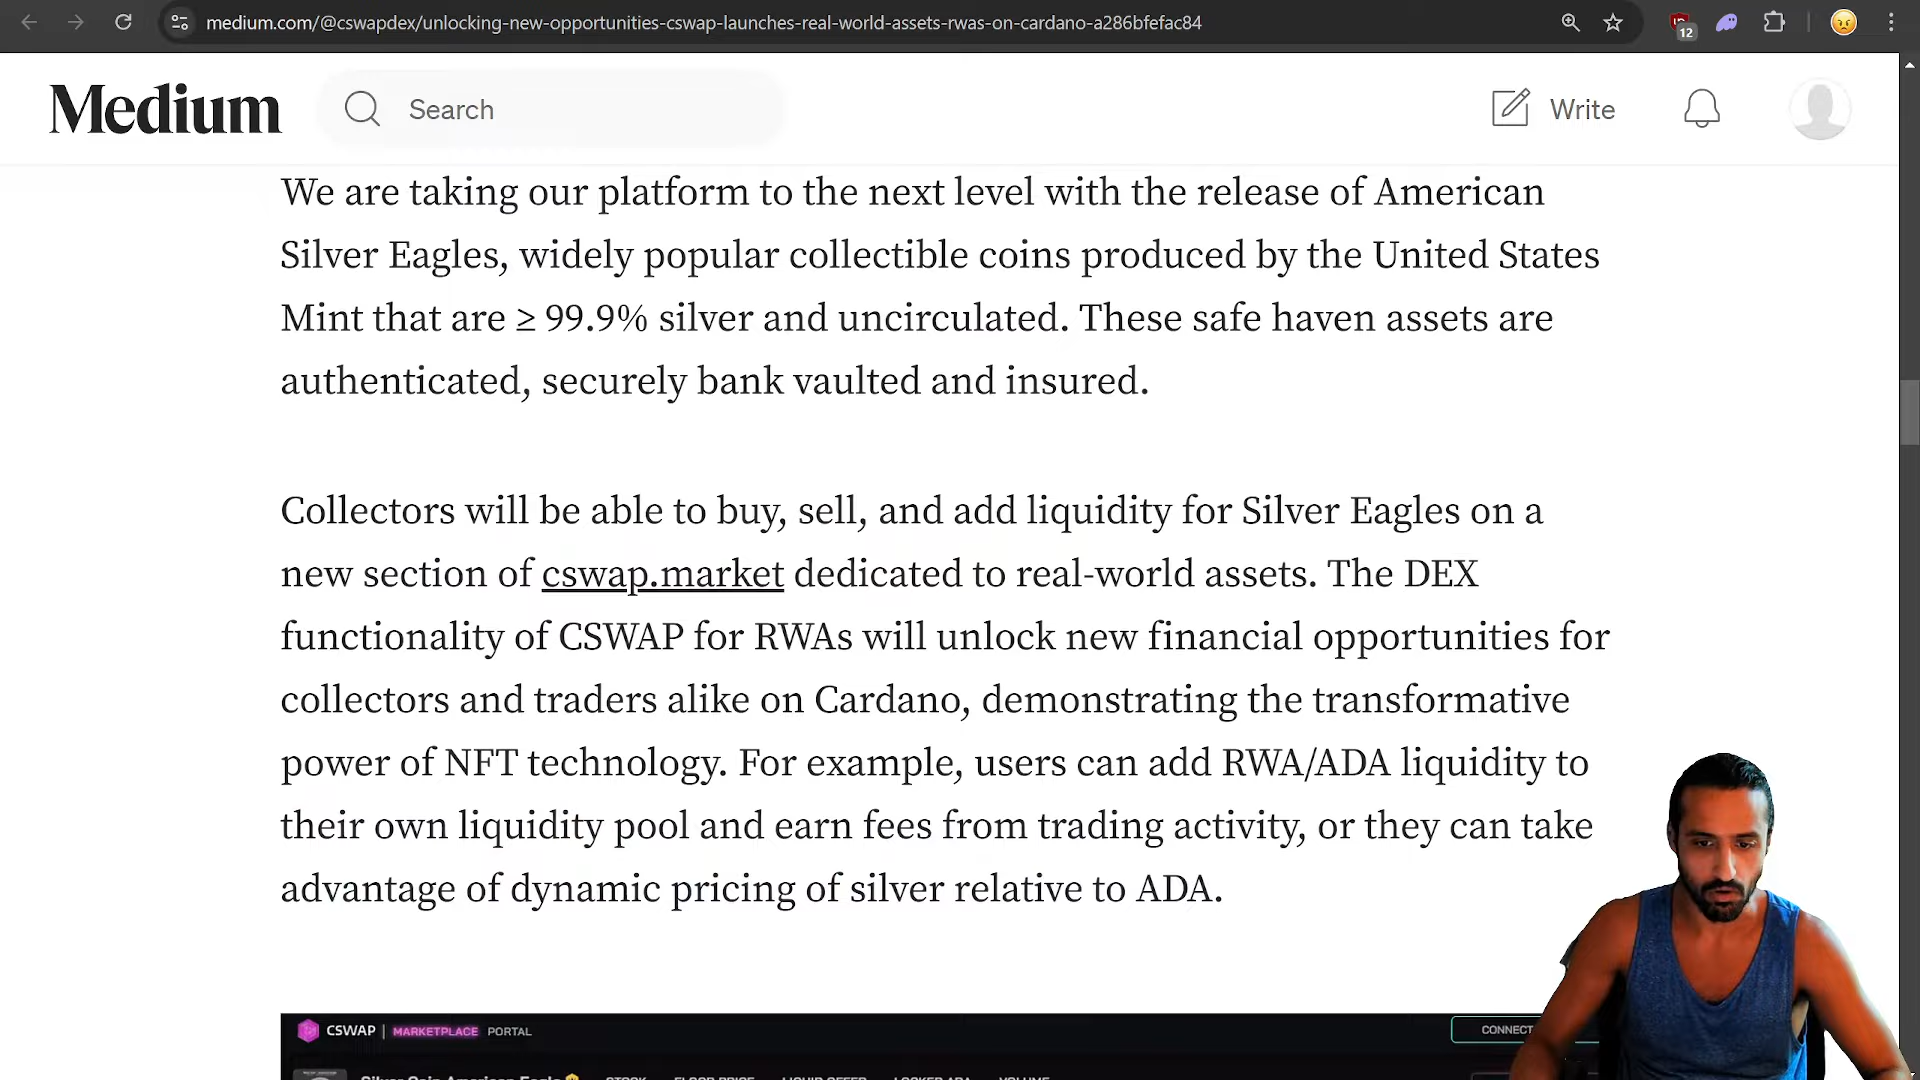 medium.com/@cswapdex/unlocking-new-opportunities-cswap-launches-real-world-assets-rwas-on-cardano-a286bfefac84
12
Medium
Search
Write
We are taking our platform to the next level with the release of American
Silver Eagles, widely popular collectible coins produced by the United States
Mint that are ≥ 99.9% silver and uncirculated. These safe haven assets are
authenticated, securely bank vaulted and insured.
Collectors will be able to buy, sell, and add liquidity for Silver Eagles on a
new section of cswap.market dedicated to real-world assets. The DEX
functionality of CSWAP for RWAs will unlock new financial opportunities for
collectors and traders alike on Cardano, demonstrating the transformative
power of NFT technology. For example, users can add RWA/ADA liquidity to
their own liquidity pool and earn fees from trading activity, or they can take
advantage of dynamic pricing of silver relative to ADA.
CSWAP | MARKETPLACE PORTAL
CONNECT
Silver Coin American Eagle STOCK FLOOR PRICE LIQUID OFFER LOCKED ADA VOLUME